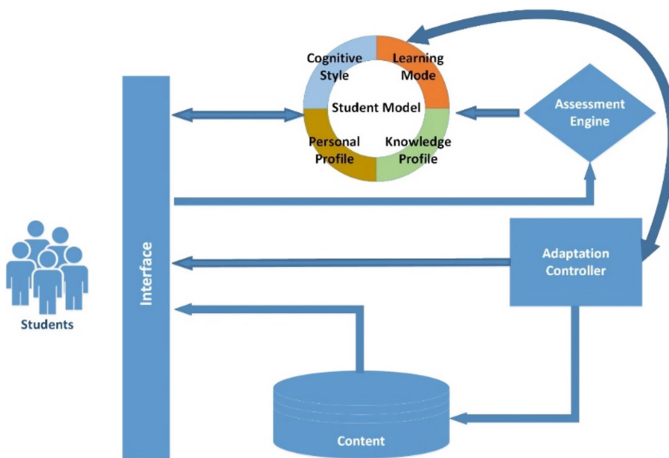 Cognitive
Style
Learning
Mode
Student Model
Personal
Profile
Knowledge
Profile
Assessment
Engine
Interface
Adaptation
Controller
Students
Content